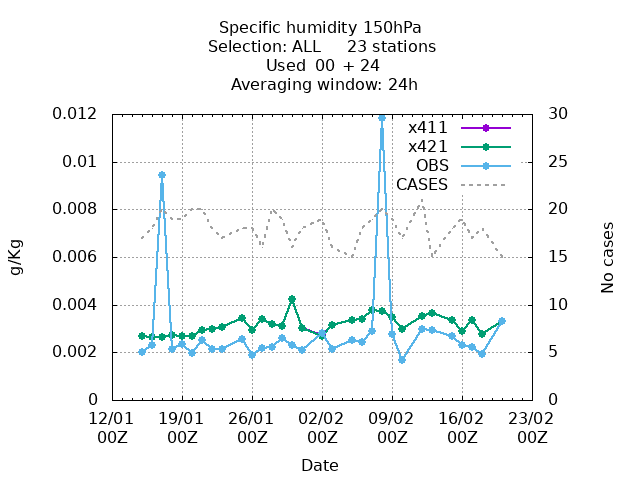 Specific humidity 150hPa
Selection: ALL 23 stations
Used 00 + 24
Averaging window: 24h
0.012
0.01
0.008
0.006
0.004
0.002
0
g/Kg
30
25
20
15
10
5
0
No cases
x411
x421
OBS
CASES
12/01 19/01 26/01 02/02 09/02 16/02 23/02
00Z 00Z 00Z 00Z 00Z 00Z 00Z
Date